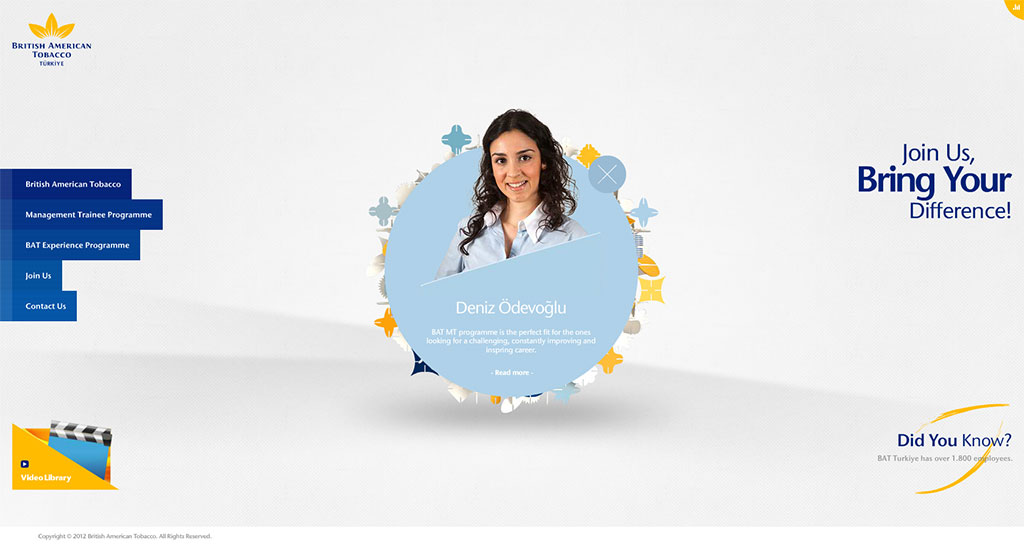 BRITISH AMERICAN
TOBACCO
TÜRKİYE
British American Tobacco
Management Trainee Programme
BAT Experience Programme
Join Us
Contact Us
Deniz Ödevoğlu
BAT MT programme is the perfect fit for the ones
looking for a challenging, constantly improving and
inspring career.
- Read more -
Join Us,
Bring Your
Difference!
Video Library
Did You Know?
BAT Turkiye has over 1.800 employees.
Copyright © 2012 British American Tobacco. All Rights Reserved.